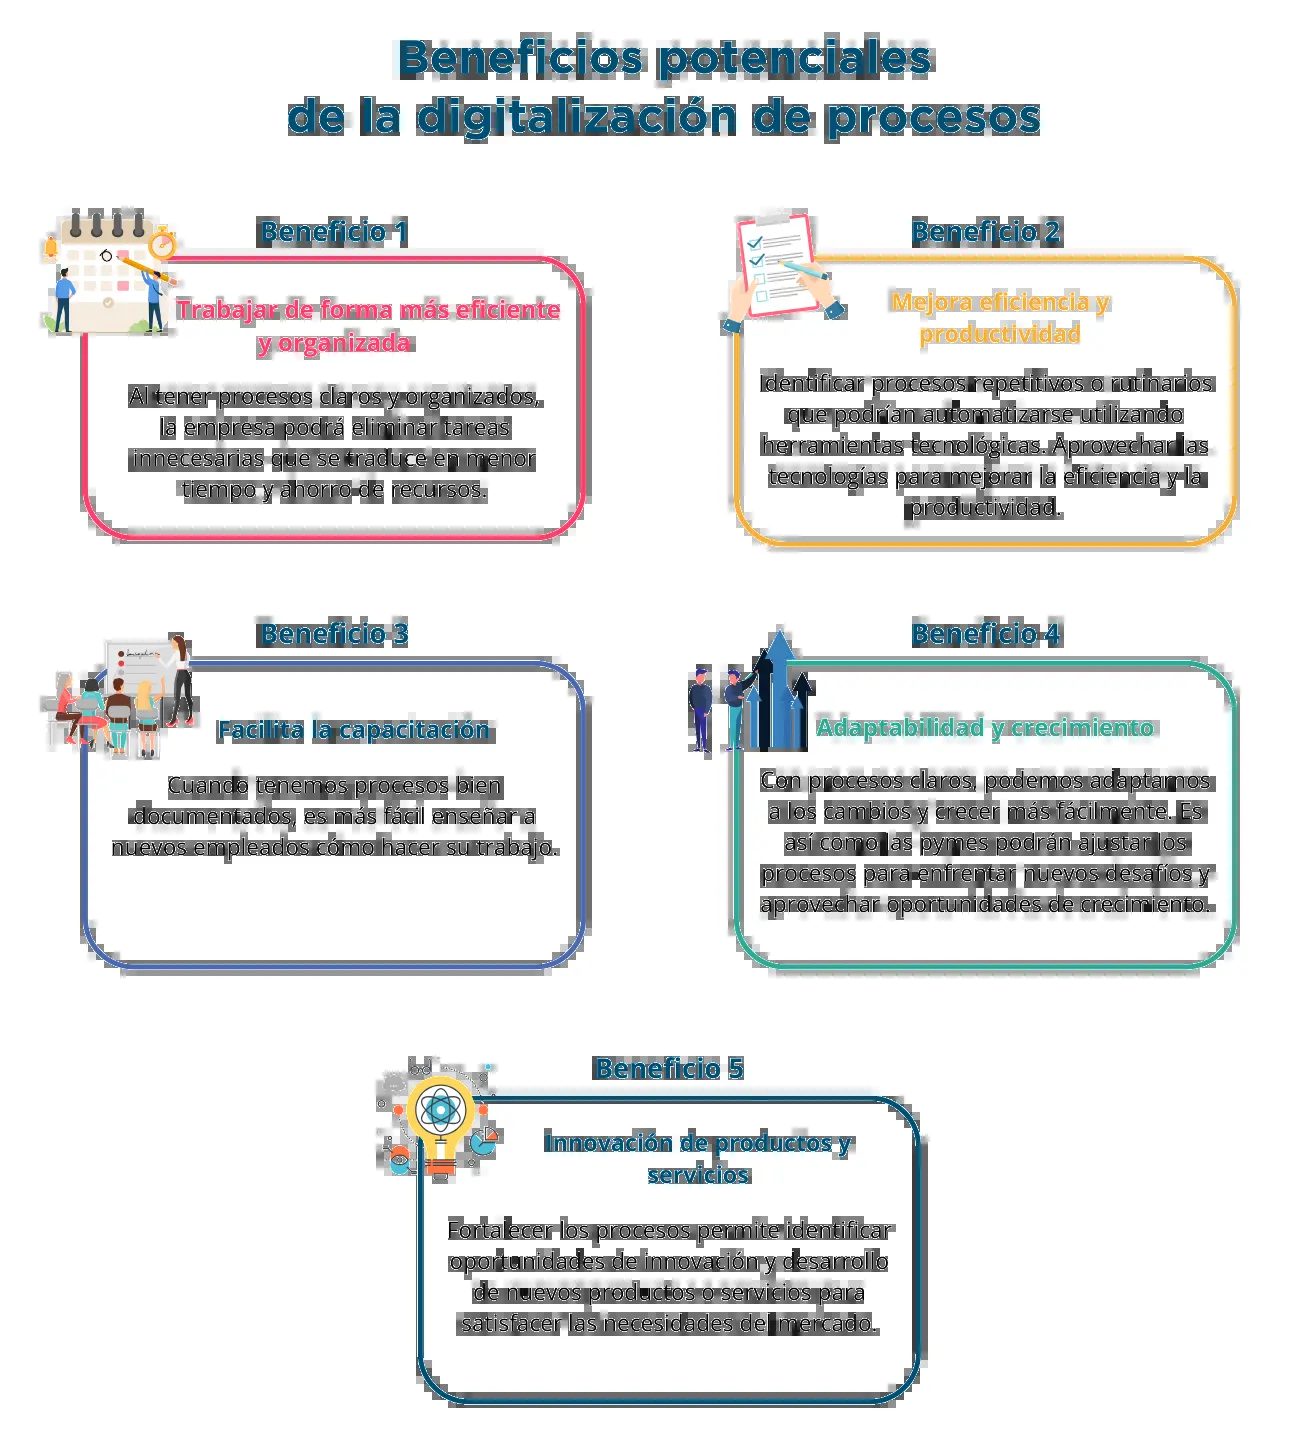 Beneficios potenciales
de la digitalización de procesos
Beneficio 1
Trabajar de forma más eficiente
y organizada
Al tener procesos claros y organizados,
la empresa podrá eliminar tareas
innecesarias que se traduce en menor
tiempo y ahorro de recursos.
Beneficio 2
Mejora eficiencia y
productividad
Identificar procesos repetitivos o rutinarios
que podrían automatizarse utilizando
herramientas tecnológicas. Aprovechar las
tecnologías para mejorar la eficiencia y la
productividad.
Beneficio 3
Facilita la capacitación
Cuando tenemos procesos bien
documentados, es más fácil enseñar a
nuevos empleados cómo hacer su trabajo.
Beneficio 4
Adaptabilidad y crecimiento
Con procesos claros, podemos adaptarnos
a los cambios y crecer más fácilmente. Es
así como las pymes podrán ajustar los
procesos para enfrentar nuevos desafíos y
aprovechar oportunidades de crecimiento.
Beneficio 5
Innovación de productos y
servicios
Fortalecer los procesos permite identificar
oportunidades de innovación y desarrollo
de nuevos productos o servicios para
satisfacer las necesidades del mercado.